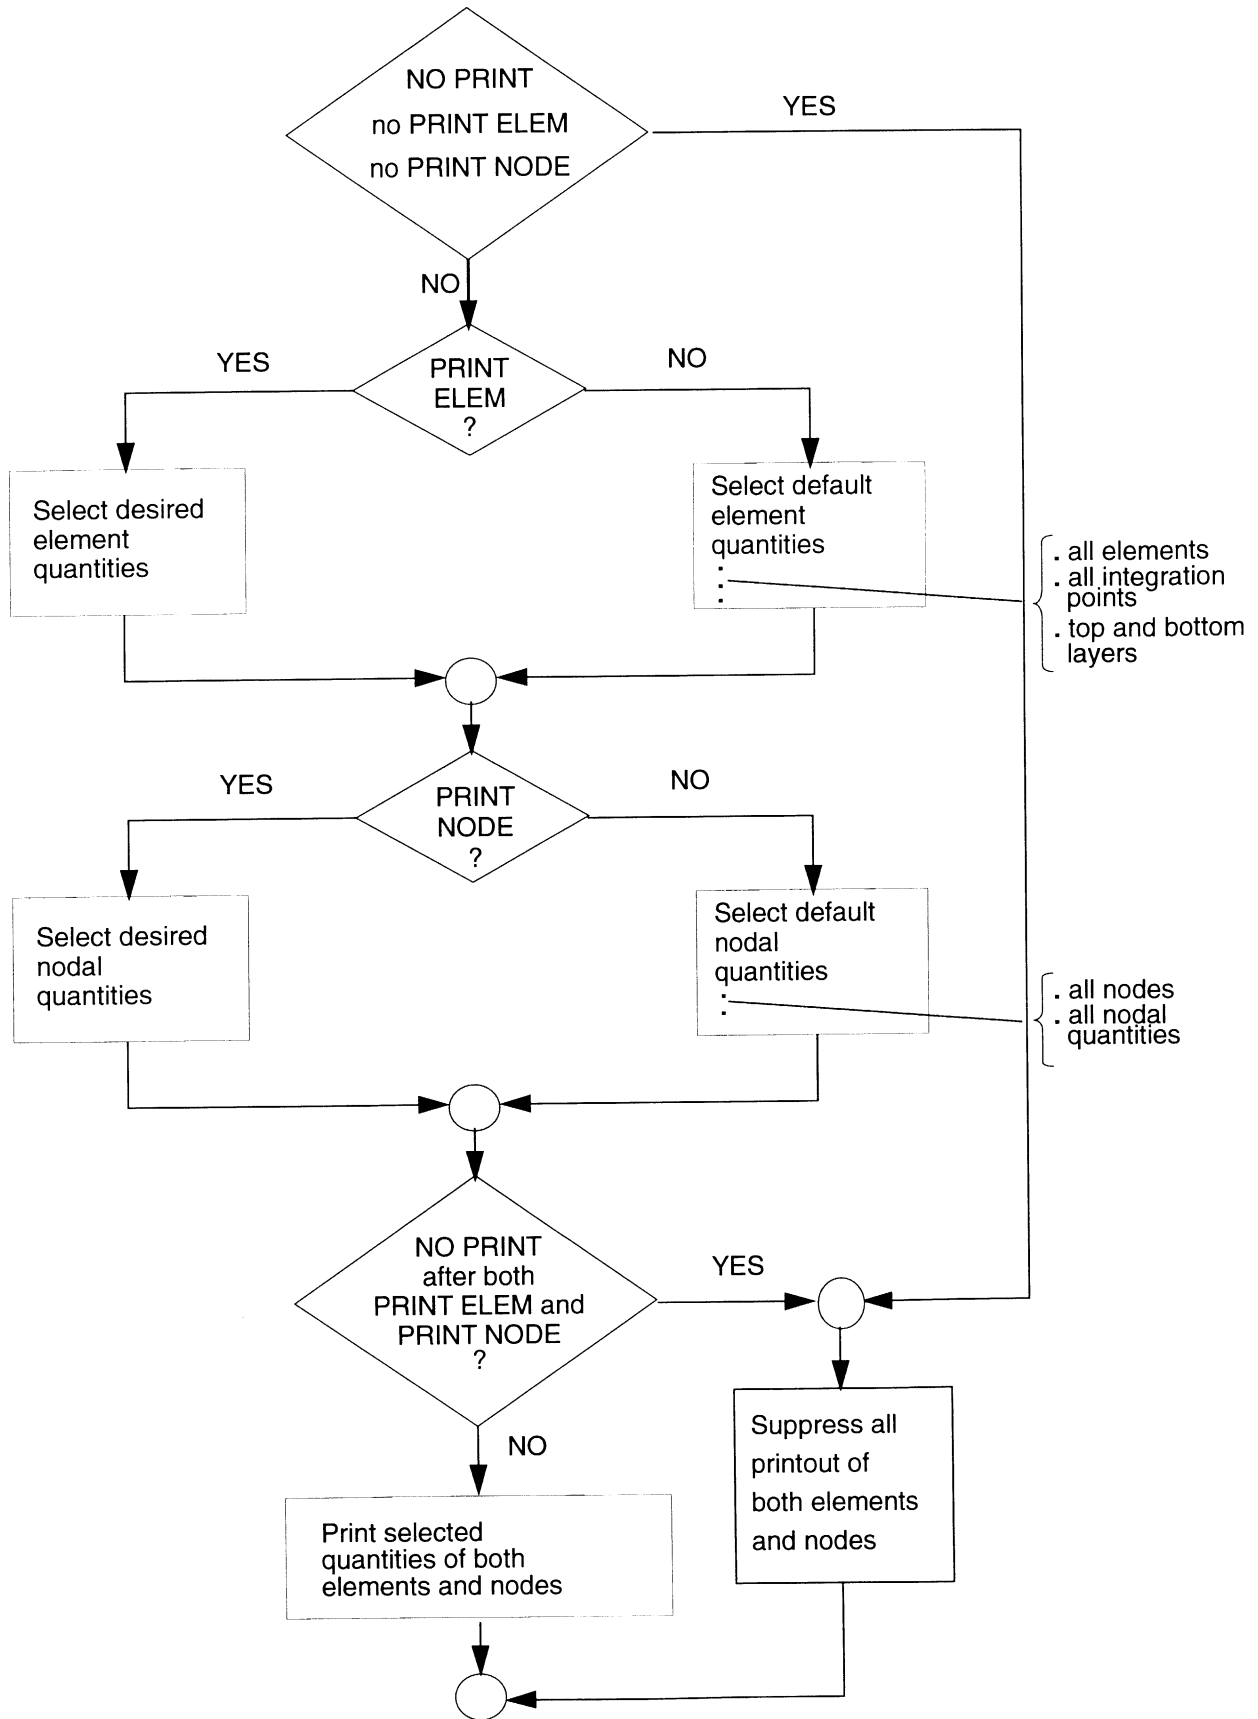 NO PRINT
no PRINT ELEM
no PRINT NODE
YES
NO
YES
PRINT
ELEM
?
NO
Select desired
element
quantities
Select default
element
quantities
. all elements
. all integration
points
. top and bottom
layers
YES
PRINT
NODE
?
NO
Select desired
nodal
quantities
Select default
nodal
quantities
. all nodes
. all nodal
quantities
NO PRINT
after both
PRINT ELEM and
PRINT NODE
?
YES
NO
Suppress all
printout of
both elements
and nodes
Print selected
quantities of both
elements and nodes